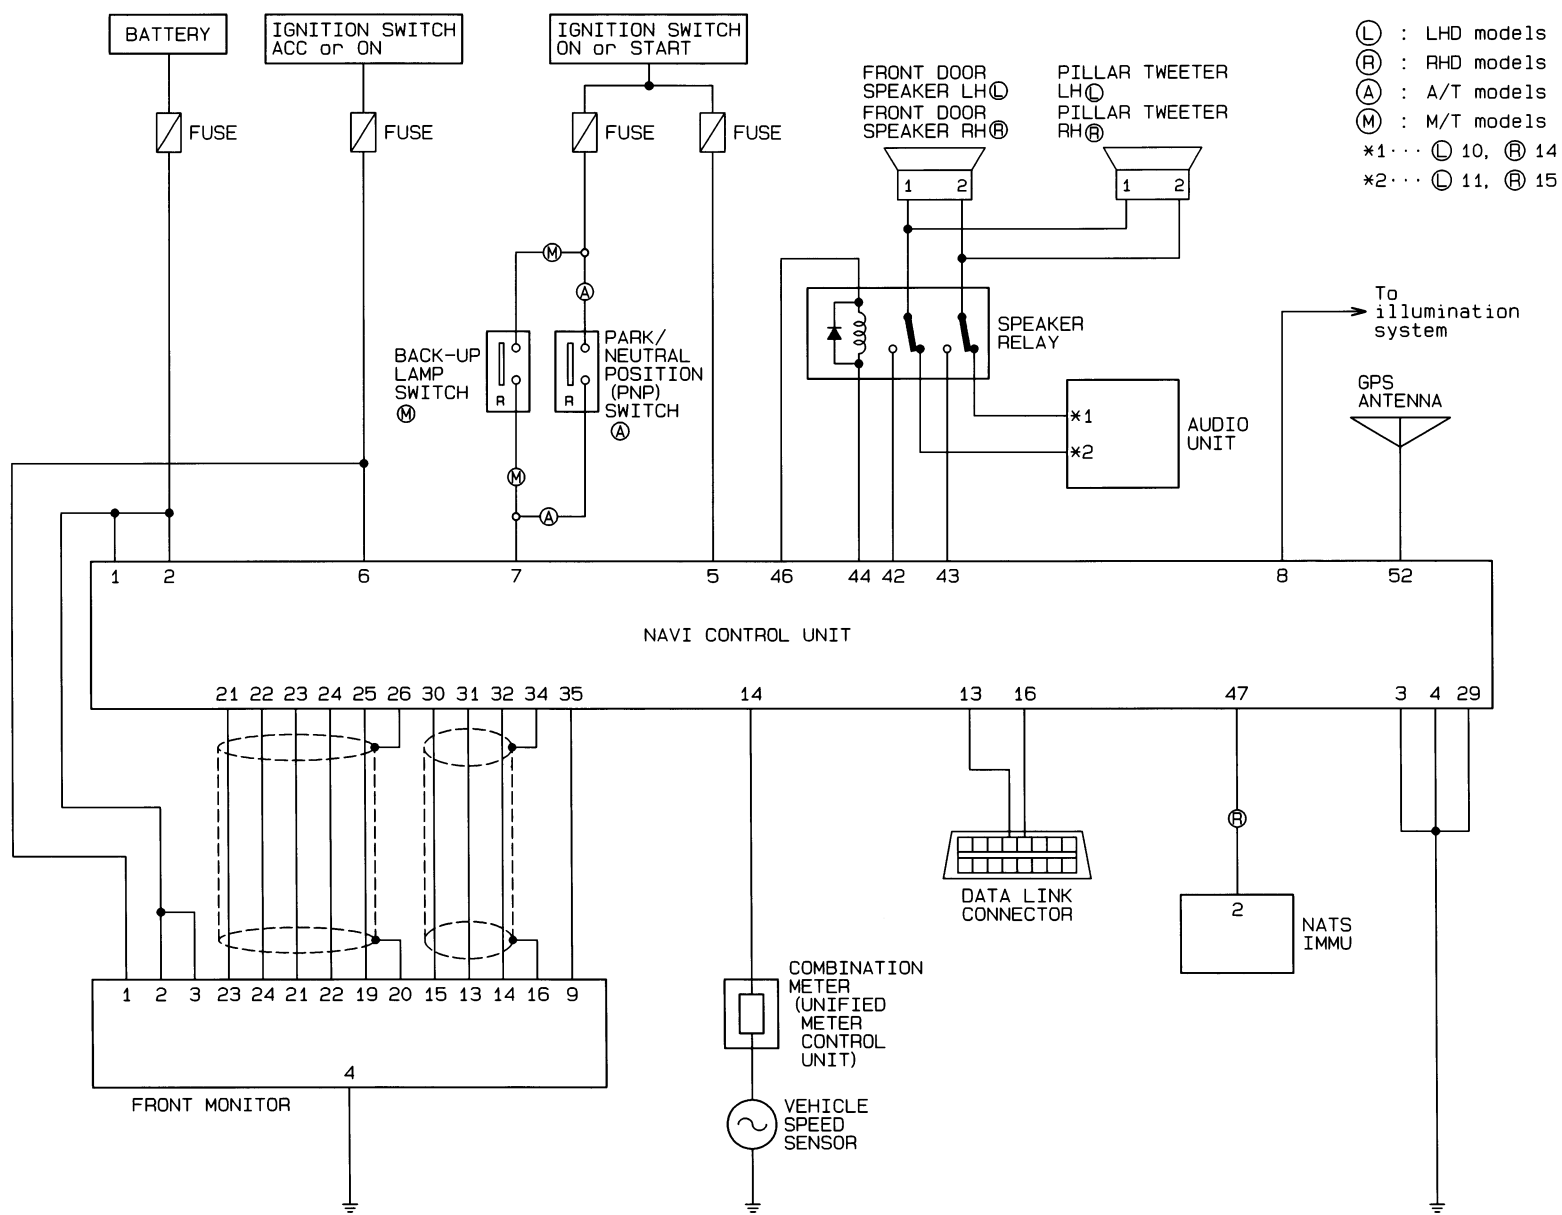 BATTERY
IGNITION SWITCH
ACC or ON
IGNITION SWITCH
ON or START
FUSE
FUSE
FUSE
FUSE
FRONT DOOR
SPEAKER LH Ⓛ
FRONT DOOR
SPEAKER RH Ⓡ
PILLAR TWEETER
LH Ⓛ
PILLAR TWEETER
RH Ⓡ
1 2
1 2
Ⓛ : LHD models
Ⓡ : RHD models
Ⓐ : A/T models
Ⓜ : M/T models
*1··· Ⓛ 10, Ⓡ 14
*2··· Ⓛ 11, Ⓡ 15
Ⓜ
Ⓐ
BACK-UP
LAMP
SWITCH
Ⓜ
R
R
PARK/
NEUTRAL
POSITION
(PNP)
SWITCH
Ⓐ
Ⓜ
Ⓐ
SPEAKER
RELAY
*1
*2
AUDIO
UNIT
To
illumination
system
GPS
ANTENNA
1 2 6 7 5 46 44 42 43 8 52
NAVI CONTROL UNIT
21 22 23 24 25 26 30 31 32 34 35 14 13 16 47 3 4 29
Ⓡ
DATA LINK
CONNECTOR
2
NATS
IMMU
COMBINATION
METER
(UNIFIED
METER
CONTROL
UNIT)
1 2 3 23 24 21 22 19 20 15 13 14 16 9
4
FRONT MONITOR
VEHICLE
SPEED
SENSOR